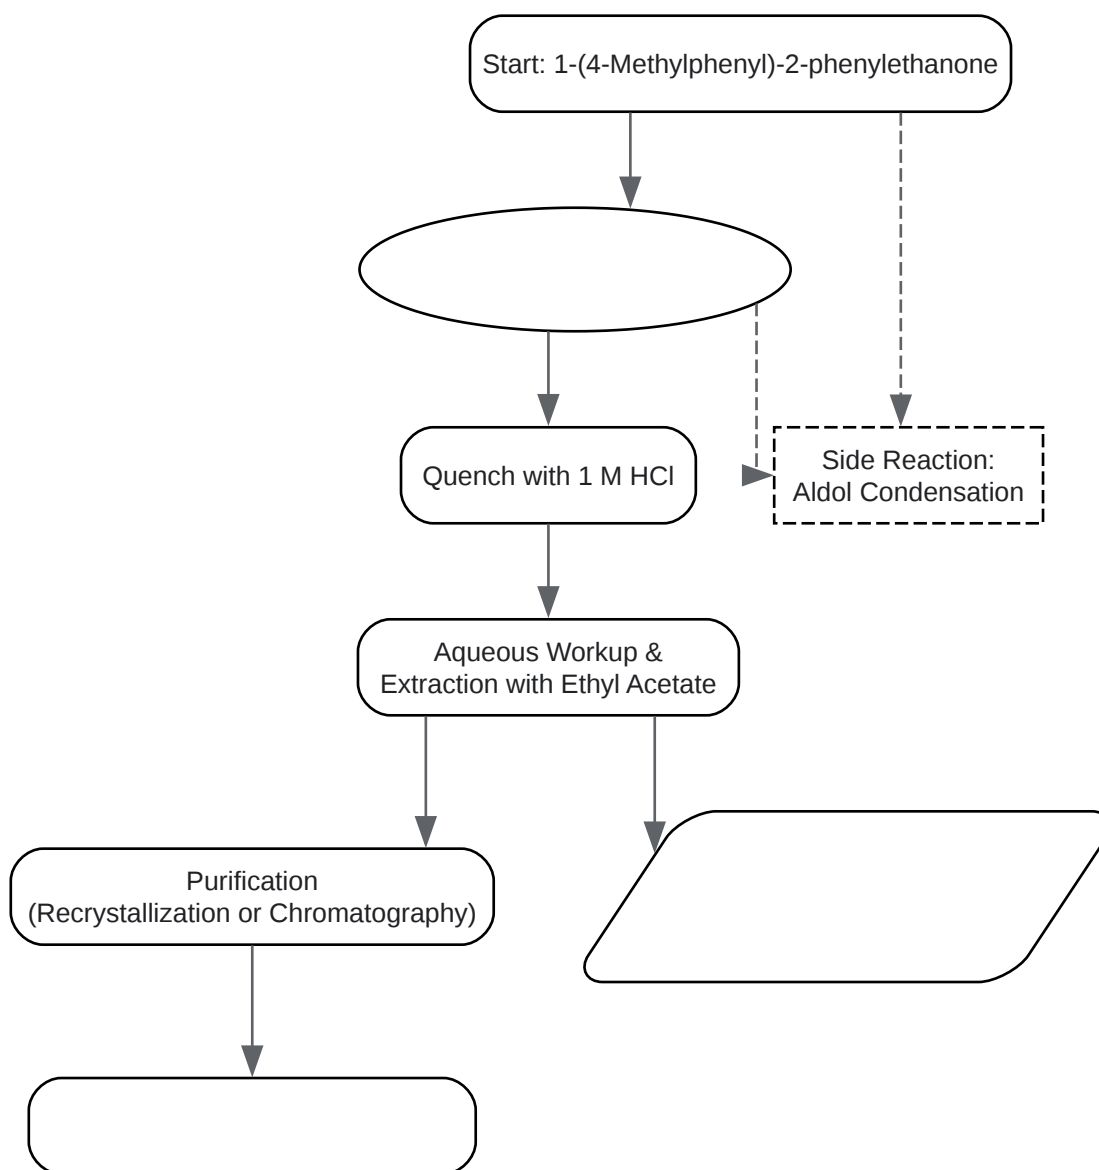 Start: 1-(4-Methylphenyl)-2-phenylethanone
Quench with 1 M HCl
Side Reaction:
Aldol Condensation
Aqueous Workup &
Extraction with Ethyl Acetate
Purification
(Recrystallization or Chromatography)